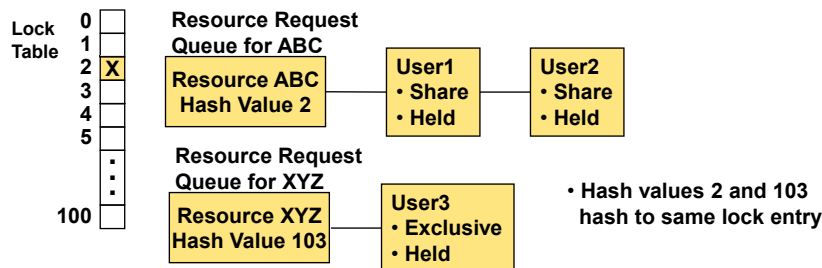 Lock
Table
0
1
2
X
3
4
5
100
Resource Request
Queue for ABC
Resource ABC
Hash Value 2
User1
• Share
• Held
User2
• Share
• Held
Resource Request
Queue for XYZ
Resource XYZ
Hash Value 103
User3
• Exclusive
• Held
• Hash values 2 and 103
hash to same lock entry